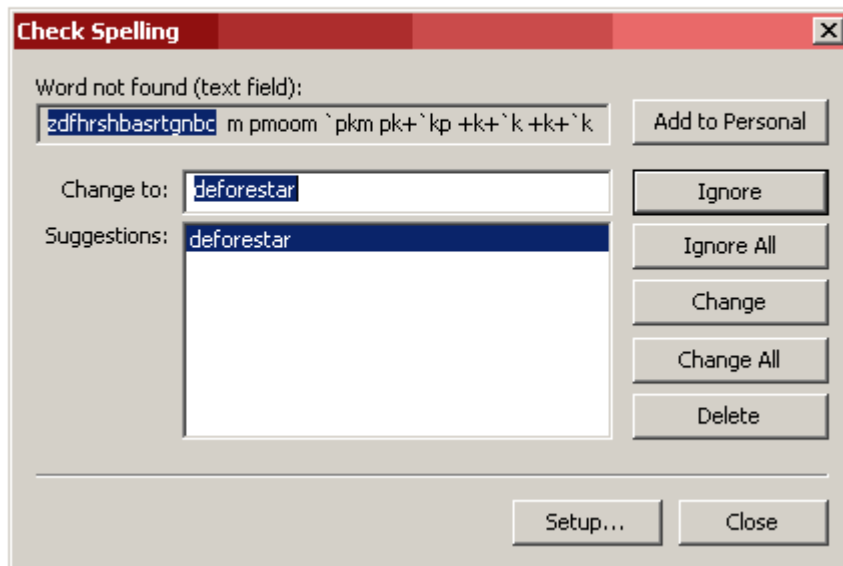 Check Spelling
Word not found (text field):
zdfhrshbasrtgnbc m pmoom `pkm pk+`kp +k+`k +k+`k
Add to Personal
Change to: deforestar
Ignore
Suggestions: deforestar
Ignore All
Change
Change All
Delete
Setup...
Close